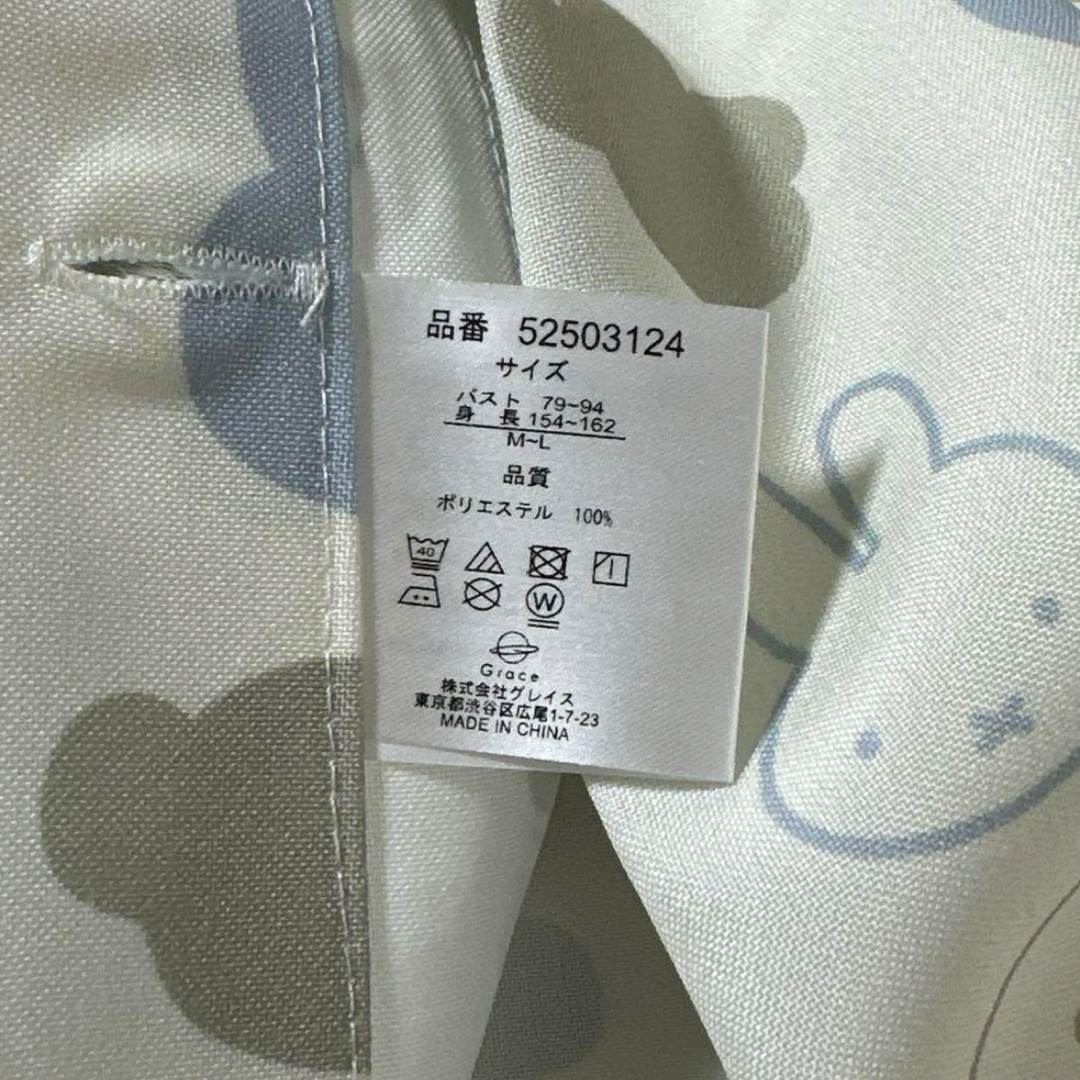 品番 52503124
サイズ
バスト 79~94
身 長 154~162
M~L
品質
ポリエステル 100%
40
W
Grace
株式会社グレイス
東京都渋谷区広尾1-7-23
MADE IN CHINA